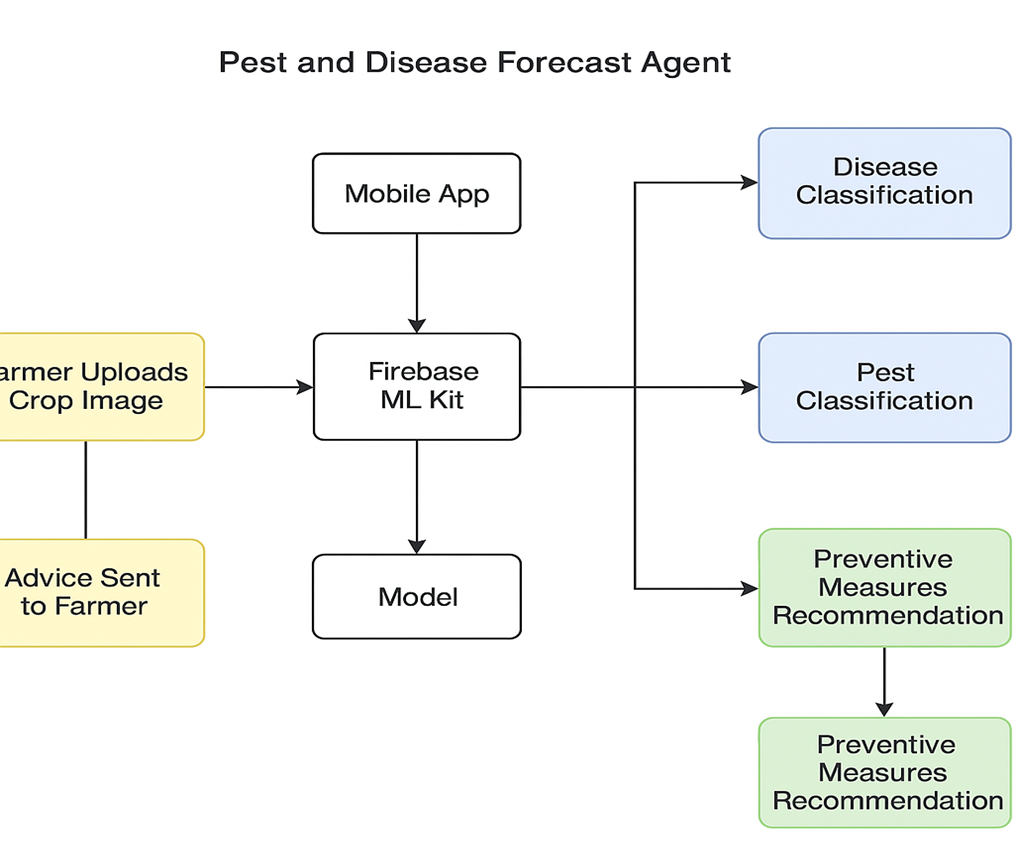 Pest and Disease Forecast Agent
Disease
Classification
Mobile App
armer Uploads
Crop Image
Firebase
ML Kit
Pest
Classification
Advice Sent
to Farmer
Model
Preventive
Measures
Recommendation
Preventive
Measures
Recommendation